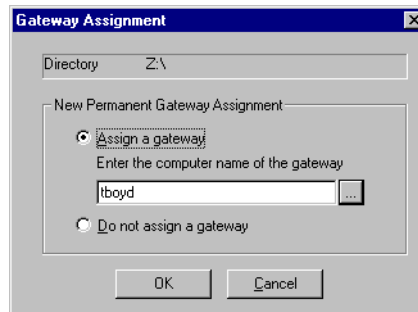 Gateway Assignment
Directory Z:\
New Permanent Gateway Assignment
Assign a gateway
Enter the computer name of the gateway
tboyd
...
Do not assign a gateway
OK Cancel